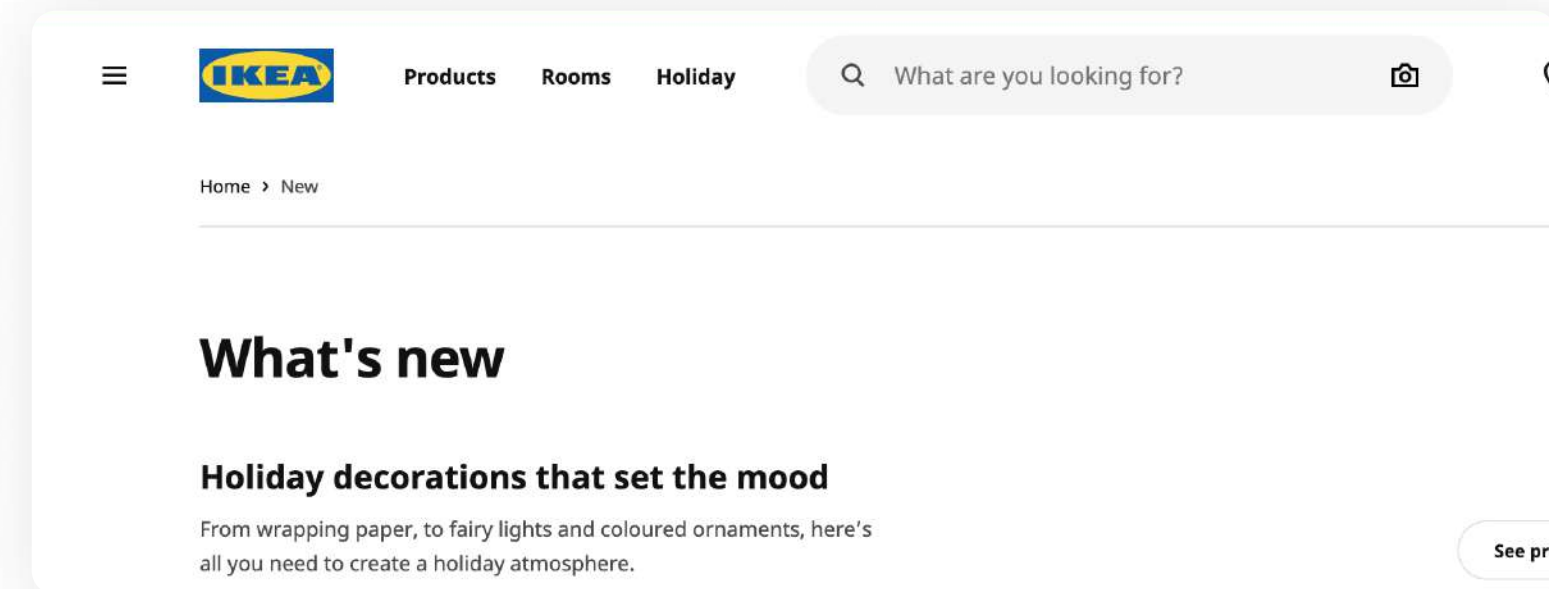 IKEA
Products Rooms Holiday
What are you looking for?
Home > New
What's new
Holiday decorations that set the mood
From wrapping paper, to fairy lights and coloured ornaments, here's
all you need to create a holiday atmosphere.
See